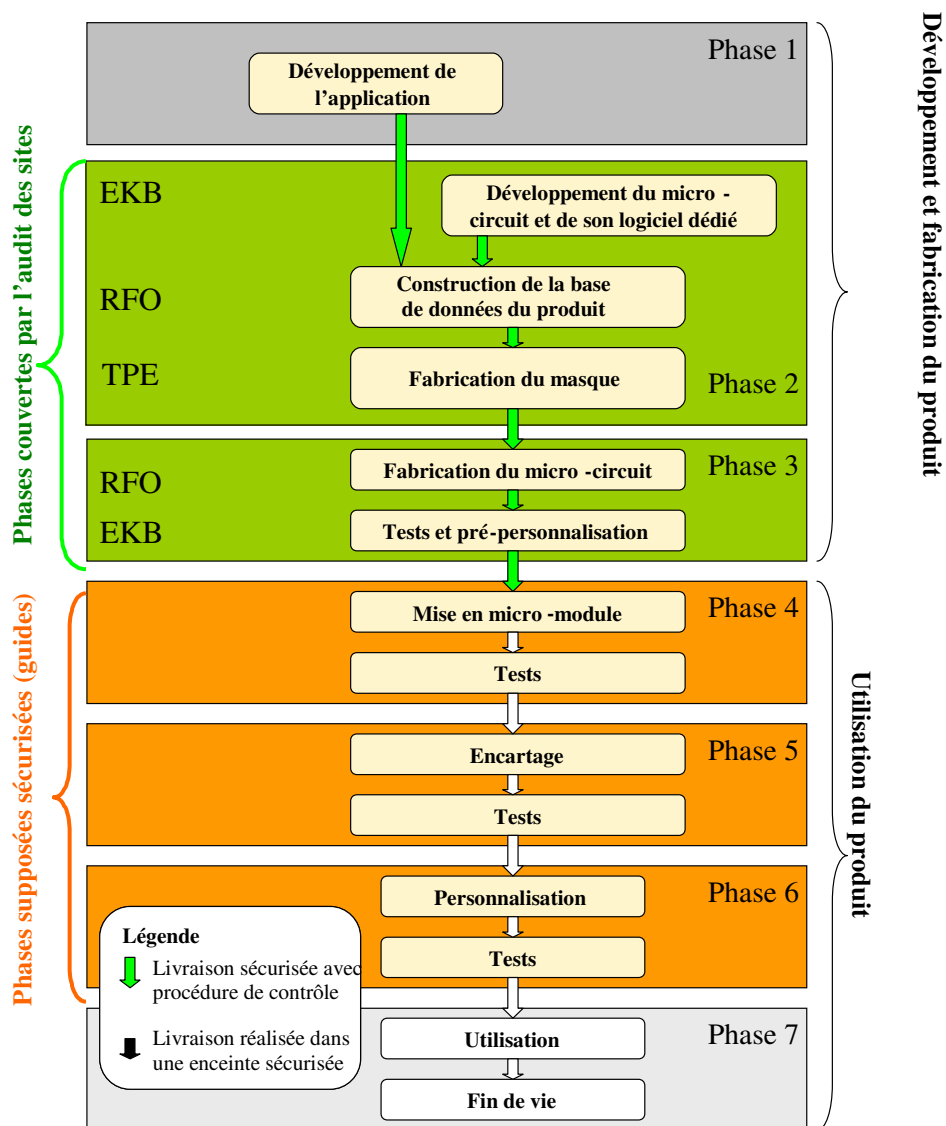 Phase 1
Développement de
l'application
EKB
Développement du micro -
circuit et de son logiciel dédié
RFO
Construction de la base
de données du produit
TPE
Fabrication du masque
Phase 2
Phase 3
Fabrication du micro -circuit
RFO
EKB
Tests et pré-personnalisation
Phase 4
Mise en micro -module
Tests
Phase 5
Encartage
Tests
Phase 6
Personnalisation
Tests
Légende
Livraison sécurisée avec
procédure de contrôle
Livraison réalisée dans
une enceinte sécurisée
Phase 7
Utilisation
Fin de vie
Phases couvertes par l'audit des sites
Phases supposées sécurisées (guides)
Développement et fabrication du produit
Utilisation du produit